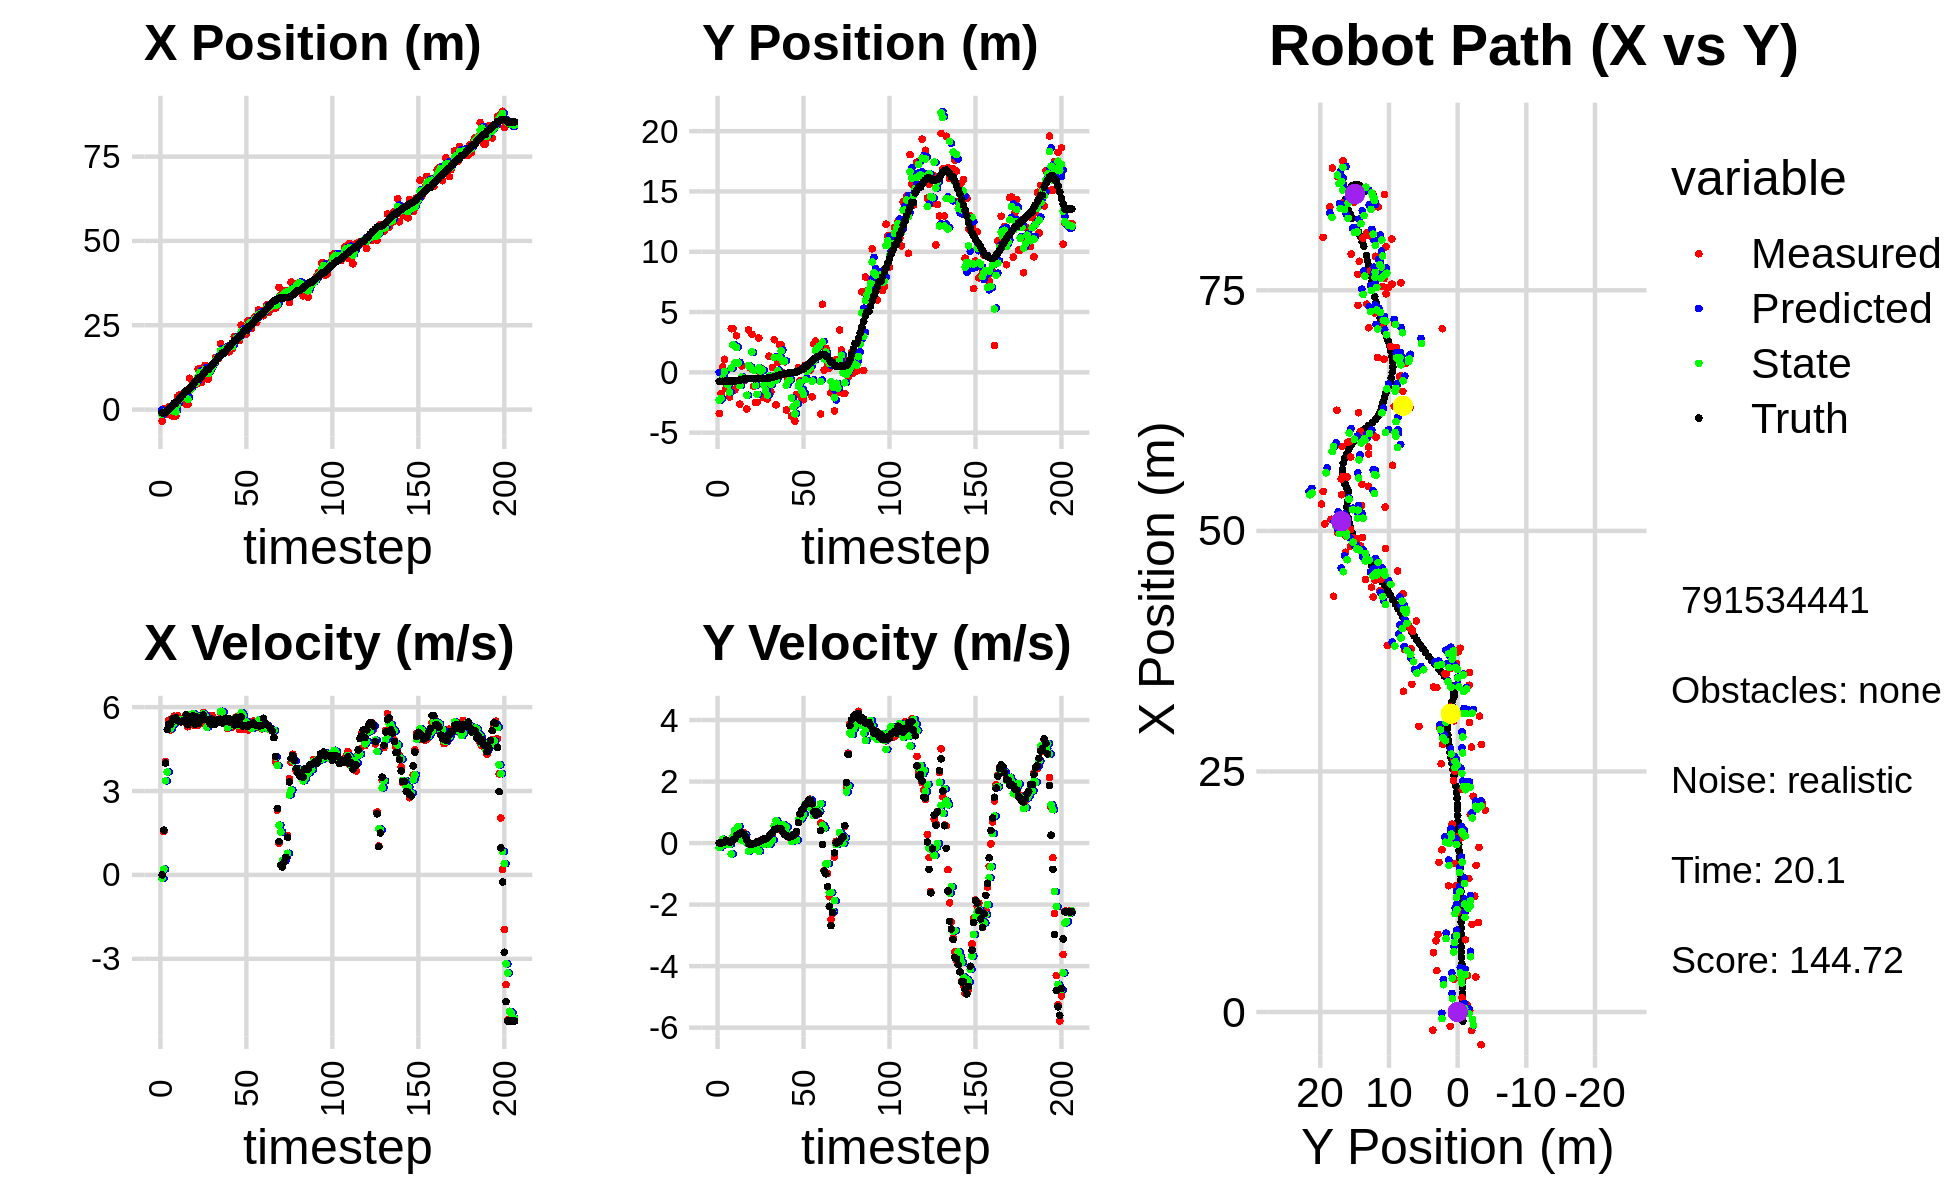 X Position (m)
75
50
25
0
0
50
100
150
200
timestep
Y Position (m)
20
15
10
5
0
-5
0
50
100
150
200
timestep
X Velocity (m/s)
6
3
0
-3
0
50
100
150
200
timestep
Y Velocity (m/s)
4
2
0
-2
-4
-6
0
50
100
150
200
timestep
Robot Path (X vs Y)
X Position (m)
75
50
25
0
20 10 0 -10 -20
Y Position (m)
variable
Measured
Predicted
State
Truth
791534441
Obstacles: none
Noise: realistic
Time: 20.1
Score: 144.72